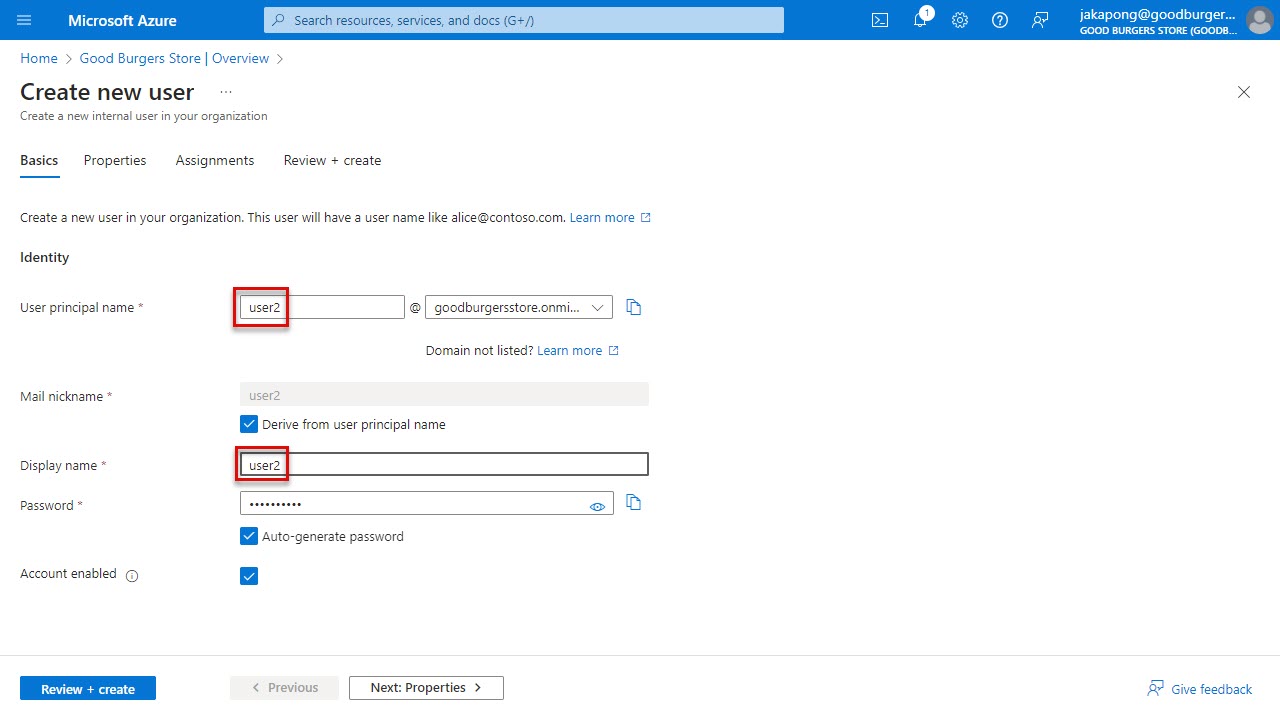 Microsoft Azure
Search resources, services, and docs (G+/)
1
jakapong@goodburger...
GOOD BURGERS STORE (GOODB...
Home > Good Burgers Store | Overview >
Create new user ...
Create a new internal user in your organization
Basics Properties Assignments Review + create
Create a new user in your organization. This user will have a user name like alice@contoso.com. Learn more
Identity
User principal name * user2 @ goodburgersstore.onmi...
Domain not listed? Learn more
Mail nickname * user2
Derive from user principal name
Display name * user2
Password * ••••••••••
Auto-generate password
Account enabled
Review + create < Previous Next: Properties > Give feedback